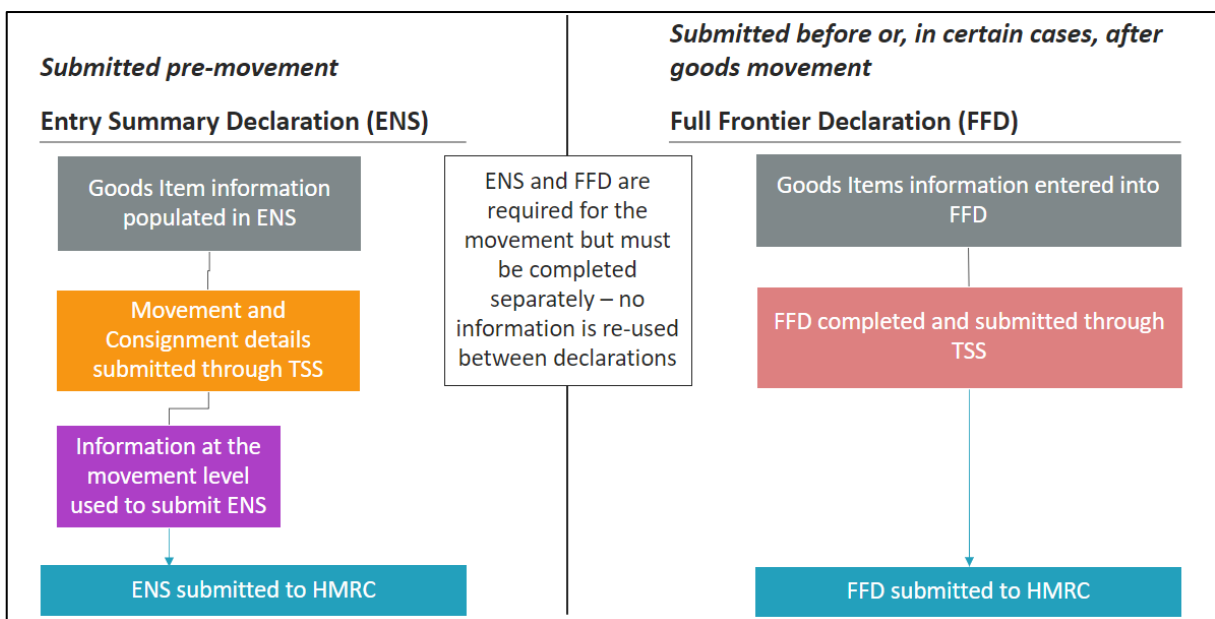 Submitted pre-movement
Entry Summary Declaration (ENS)
Goods Item information
populated in ENS
Movement and
Consignment details
submitted through TSS
Information at the
movement level
used to submit ENS
ENS submitted to HMRC
ENS and FFD are
required for the
movement but must
be completed
separately – no
information is re-used
between declarations
Submitted before or, in certain cases, after
goods movement
Full Frontier Declaration (FFD)
Goods Items information entered into
FFD
FFD completed and submitted through
TSS
FFD submitted to HMRC